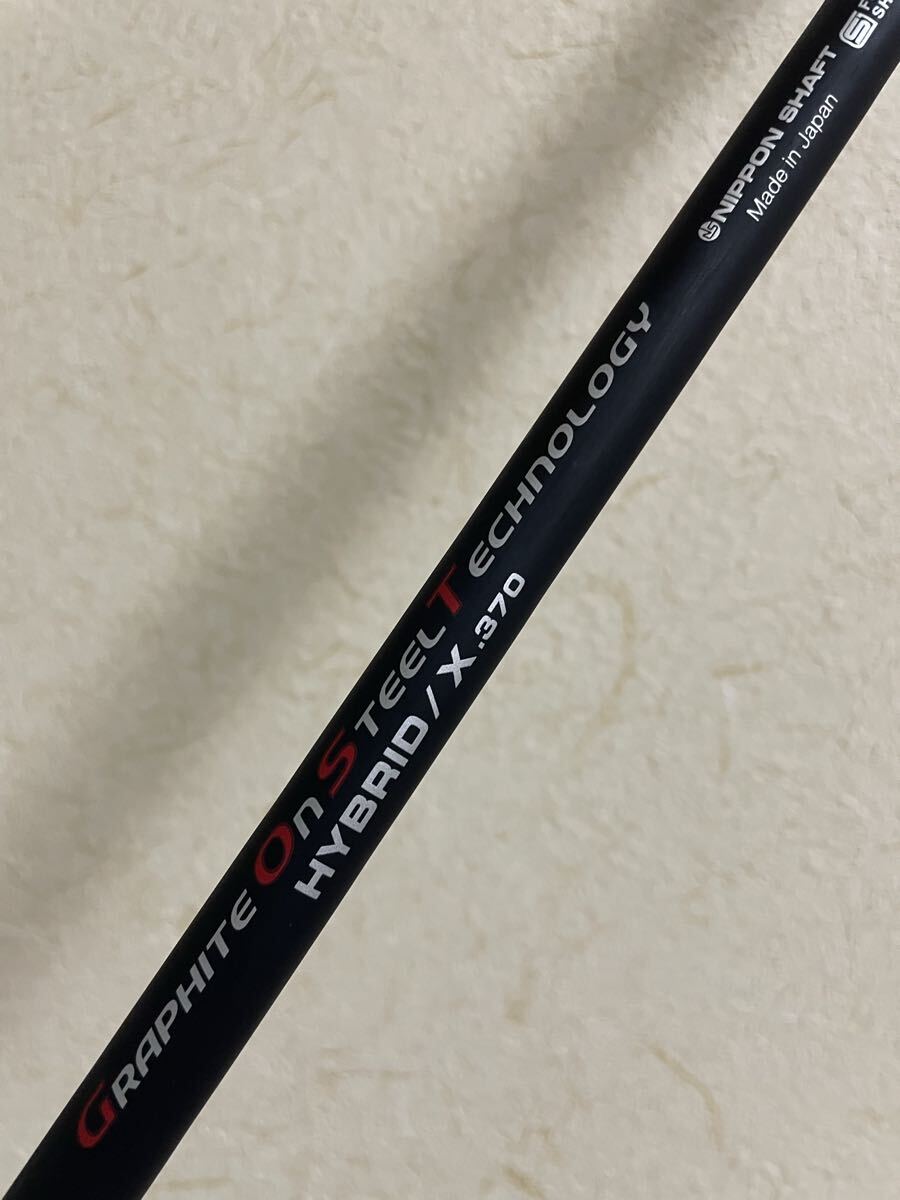 GRAPHITE On STEEL TECHNOLOGY
HYBRID / X .370
NIPPON SHAFT
Made in Japan